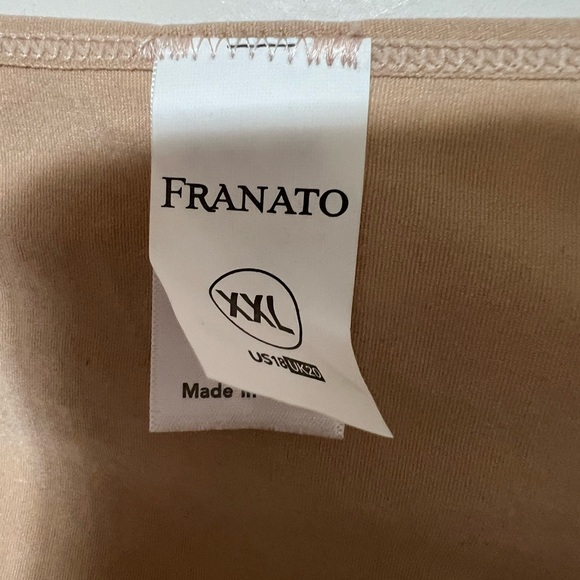 FRANATO
XXL
US18 UK20
Made in